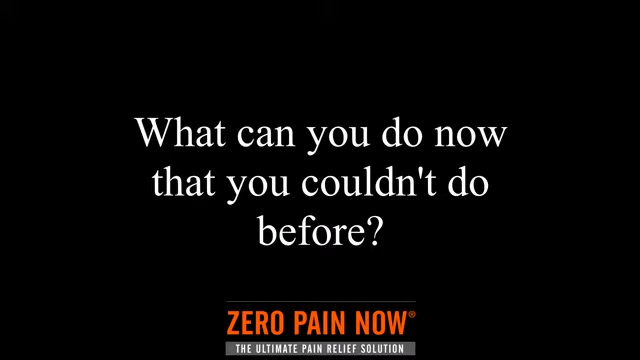 What can you do now
that you couldn't do
before?
ZERO PAIN NOW®
THE ULTIMATE PAIN RELIEF SOLUTION